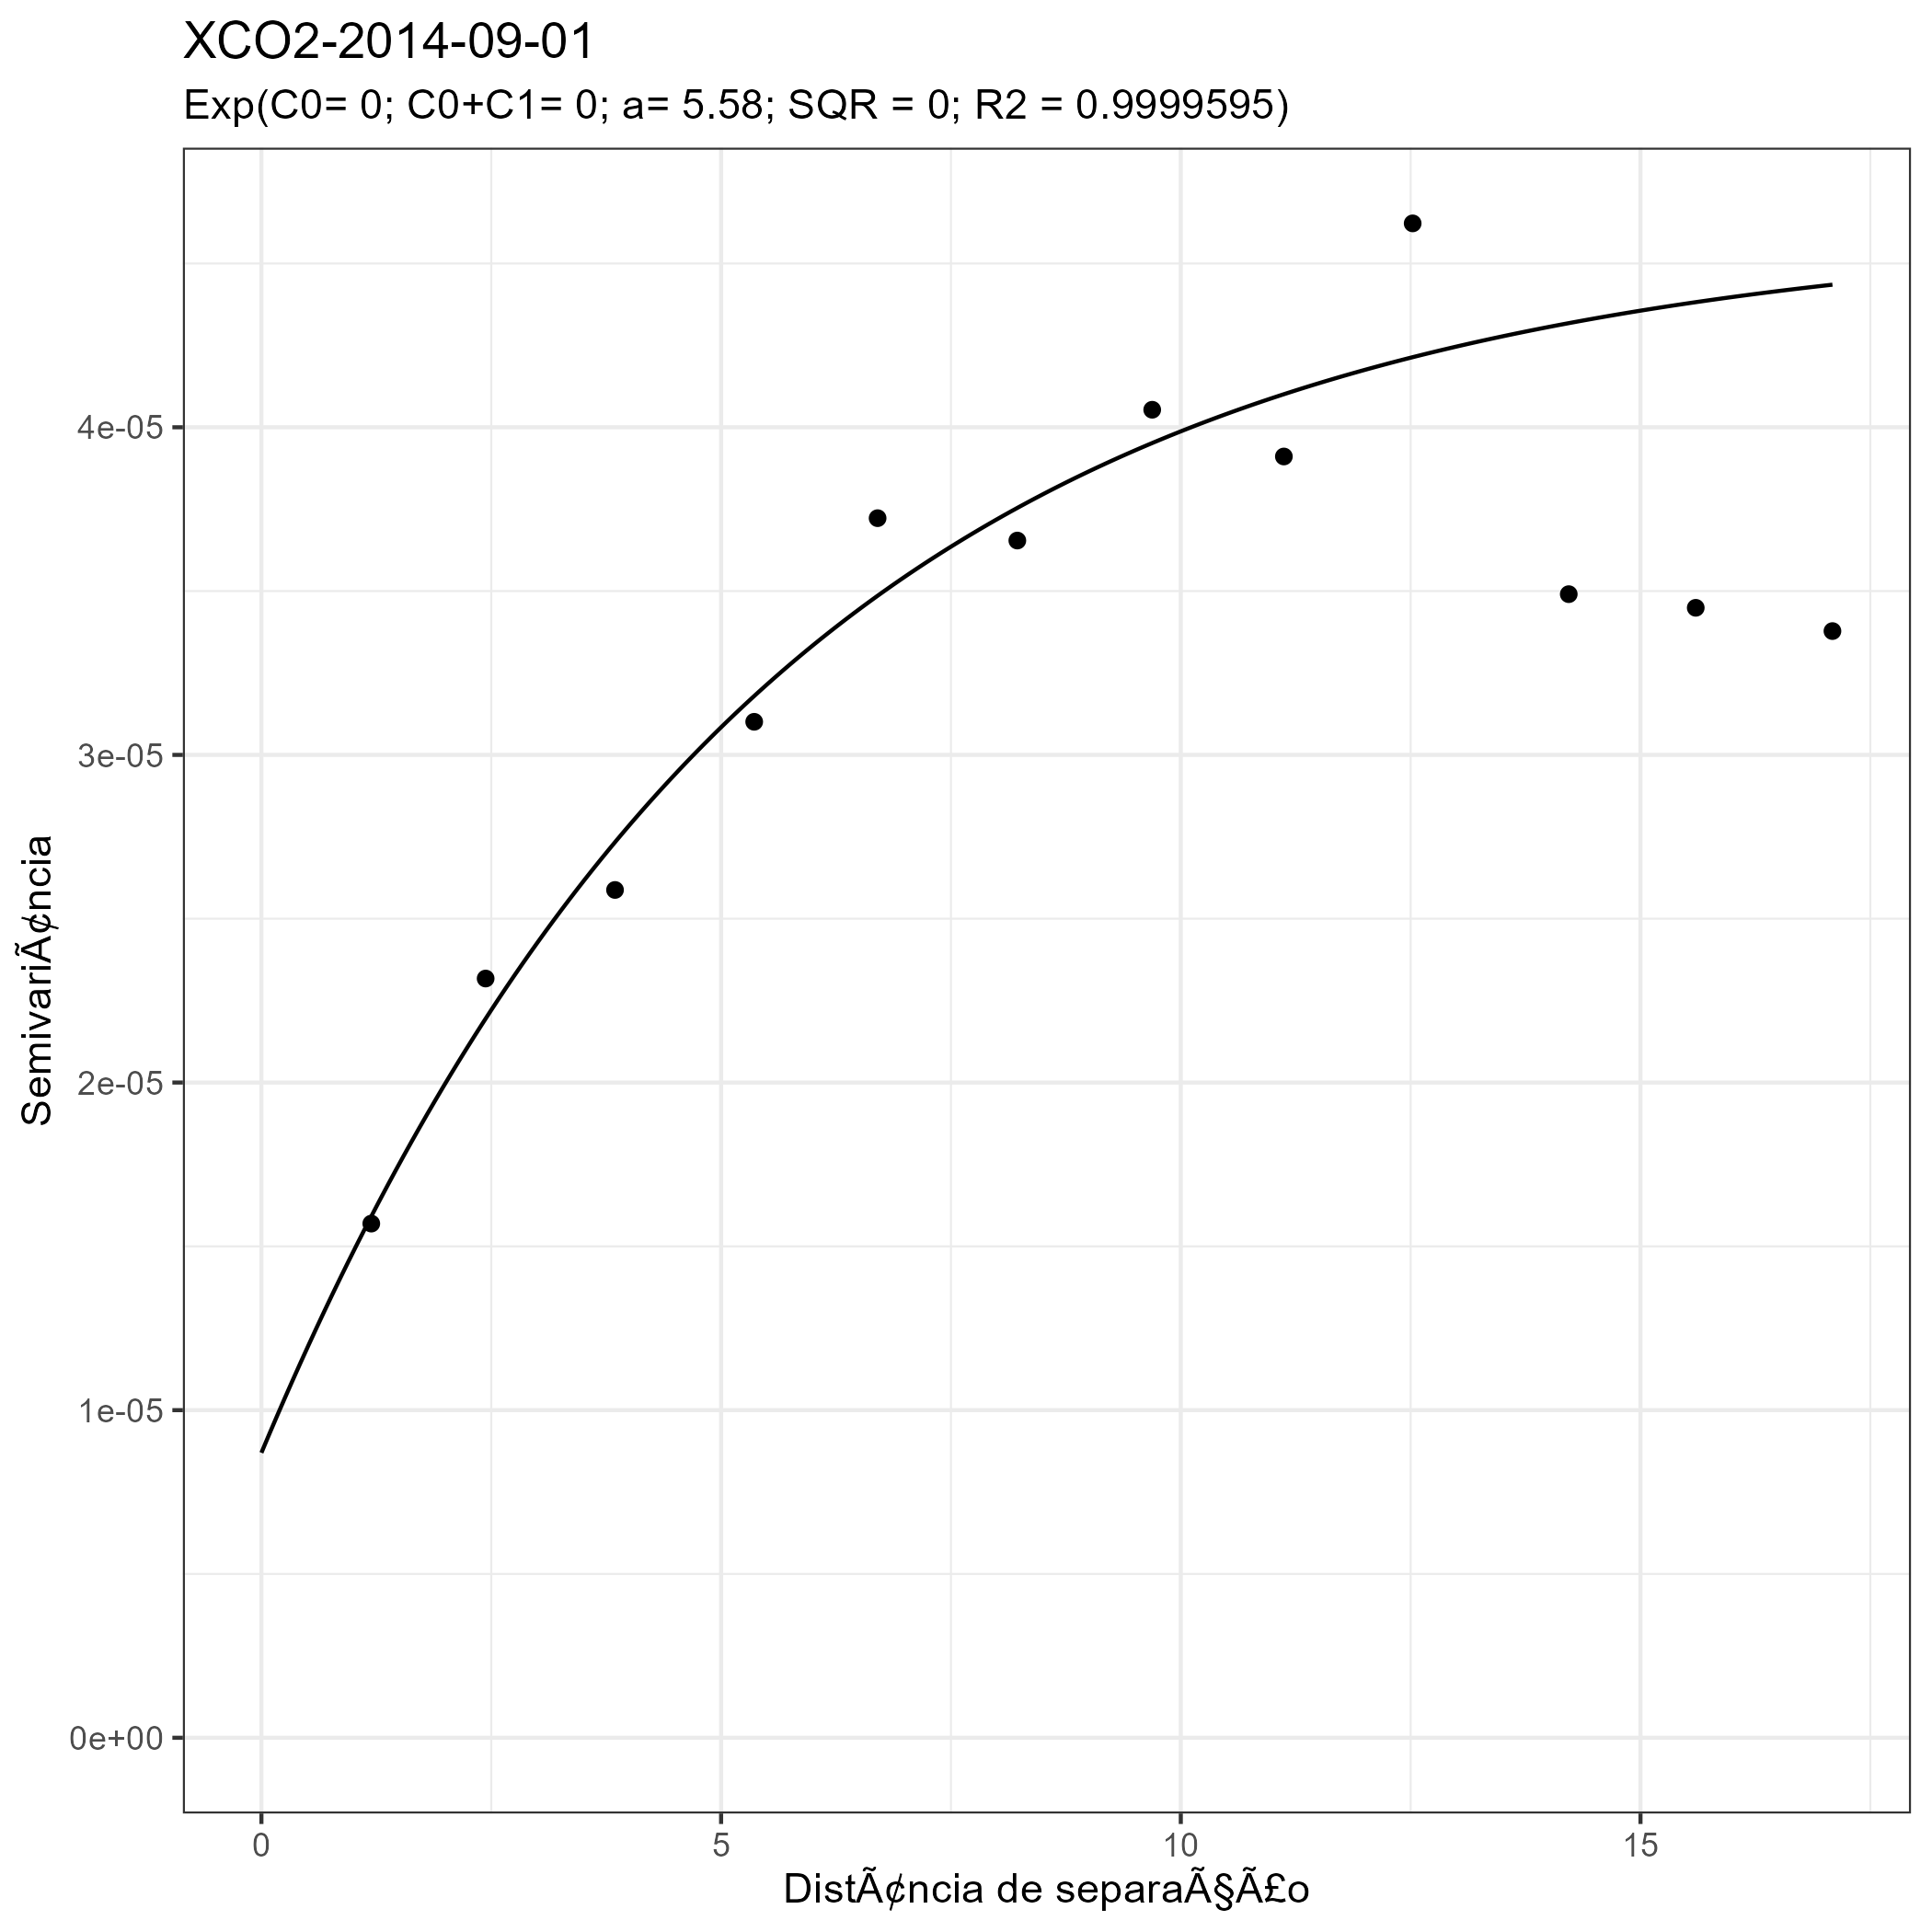 XCO2-2014-09-01
Exp(C0= 0; C0+C1= 0; a= 5.58; SQR = 0; R2 = 0.9999595)
SemivariÃ¢ncia
4e-05
3e-05
2e-05
1e-05
0e+00
0
5
10
15
DistÃ¢ncia de separaÃ§Ã£o